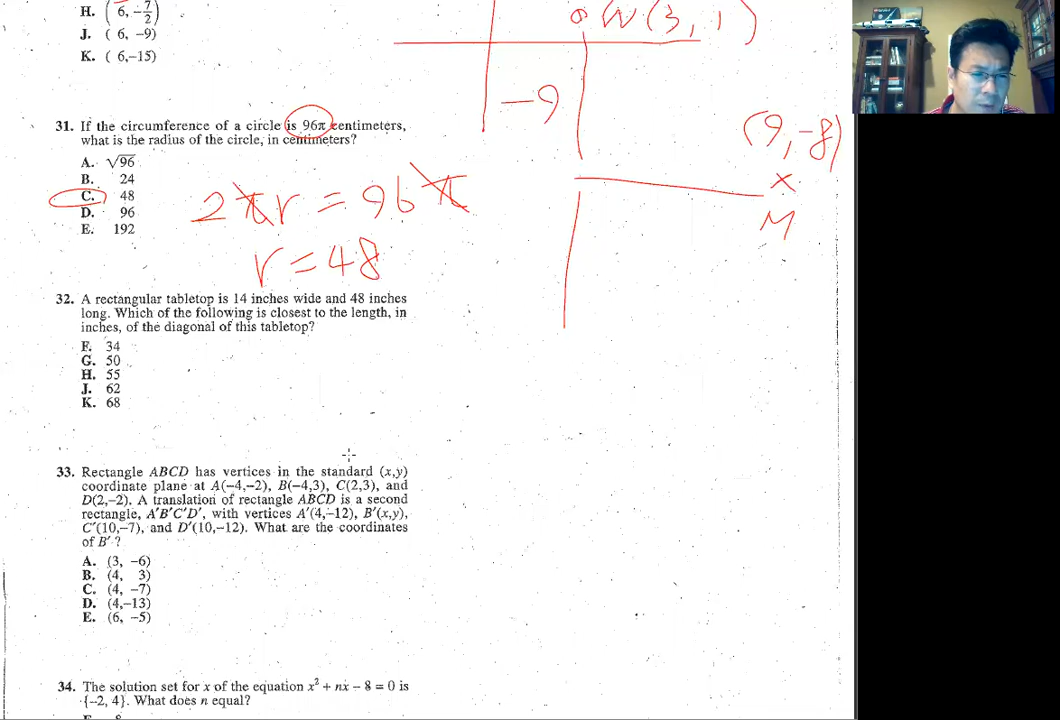 H. (6, -7/2)
J. ( 6, -9)
K. ( 6,-15)
W (3, 1)
-9
(9, -8)
x
M
31. If the circumference of a circle is 96π centimeters,
what is the radius of the circle, in centimeters?
A. √96
B. 24
C. 48
D. 96
E. 192
2πr = 96π
r = 48
32. A rectangular tabletop is 14 inches wide and 48 inches
long. Which of the following is closest to the length, in
inches, of the diagonal of this tabletop?
F. 34
G. 50
H. 55
J. 62
K. 68
33. Rectangle ABCD has vertices in the standard (x,y)
coordinate plane at A(-4,-2), B(-4,3), C(2,3), and
D(2,-2). A translation of rectangle ABCD is a second
rectangle, A'B'C'D', with vertices A'(4,-12), B'(x,y),
C'(10,-7), and D'(10,-12). What are the coordinates
of B' ?
A. (3, -6)
B. (4, 3)
C. (4, -7)
D. (4,-13)
E. (6, -5)
34. The solution set for x of the equation x² + nx - 8 = 0 is
{-2, 4}. What does n equal?